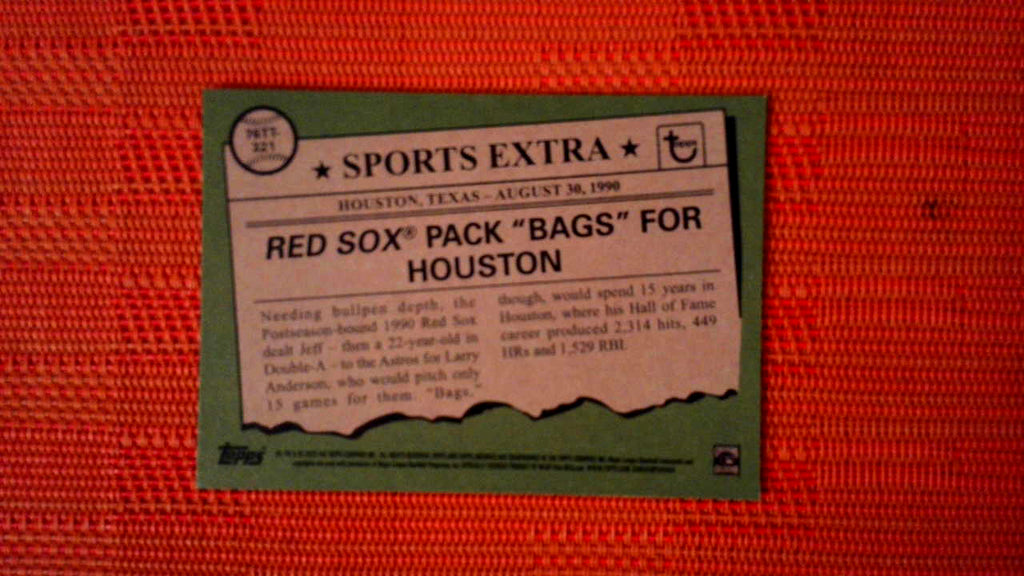 76TT-
321
★ SPORTS EXTRA ★
Topps
HOUSTON, TEXAS – AUGUST 30, 1990
RED SOX® PACK "BAGS" FOR
HOUSTON
Needing bullpen depth, the
Postseason-bound 1990 Red Sox
dealt Jeff – then a 22-year-old in
Double-A – to the Astros for Larry
Anderson, who would pitch only
15 games for them. "Bags,"
though, would spend 15 years in
Houston, where his Hall of Fame
career produced 2,314 hits, 449
HRs and 1,529 RBI.
Topps